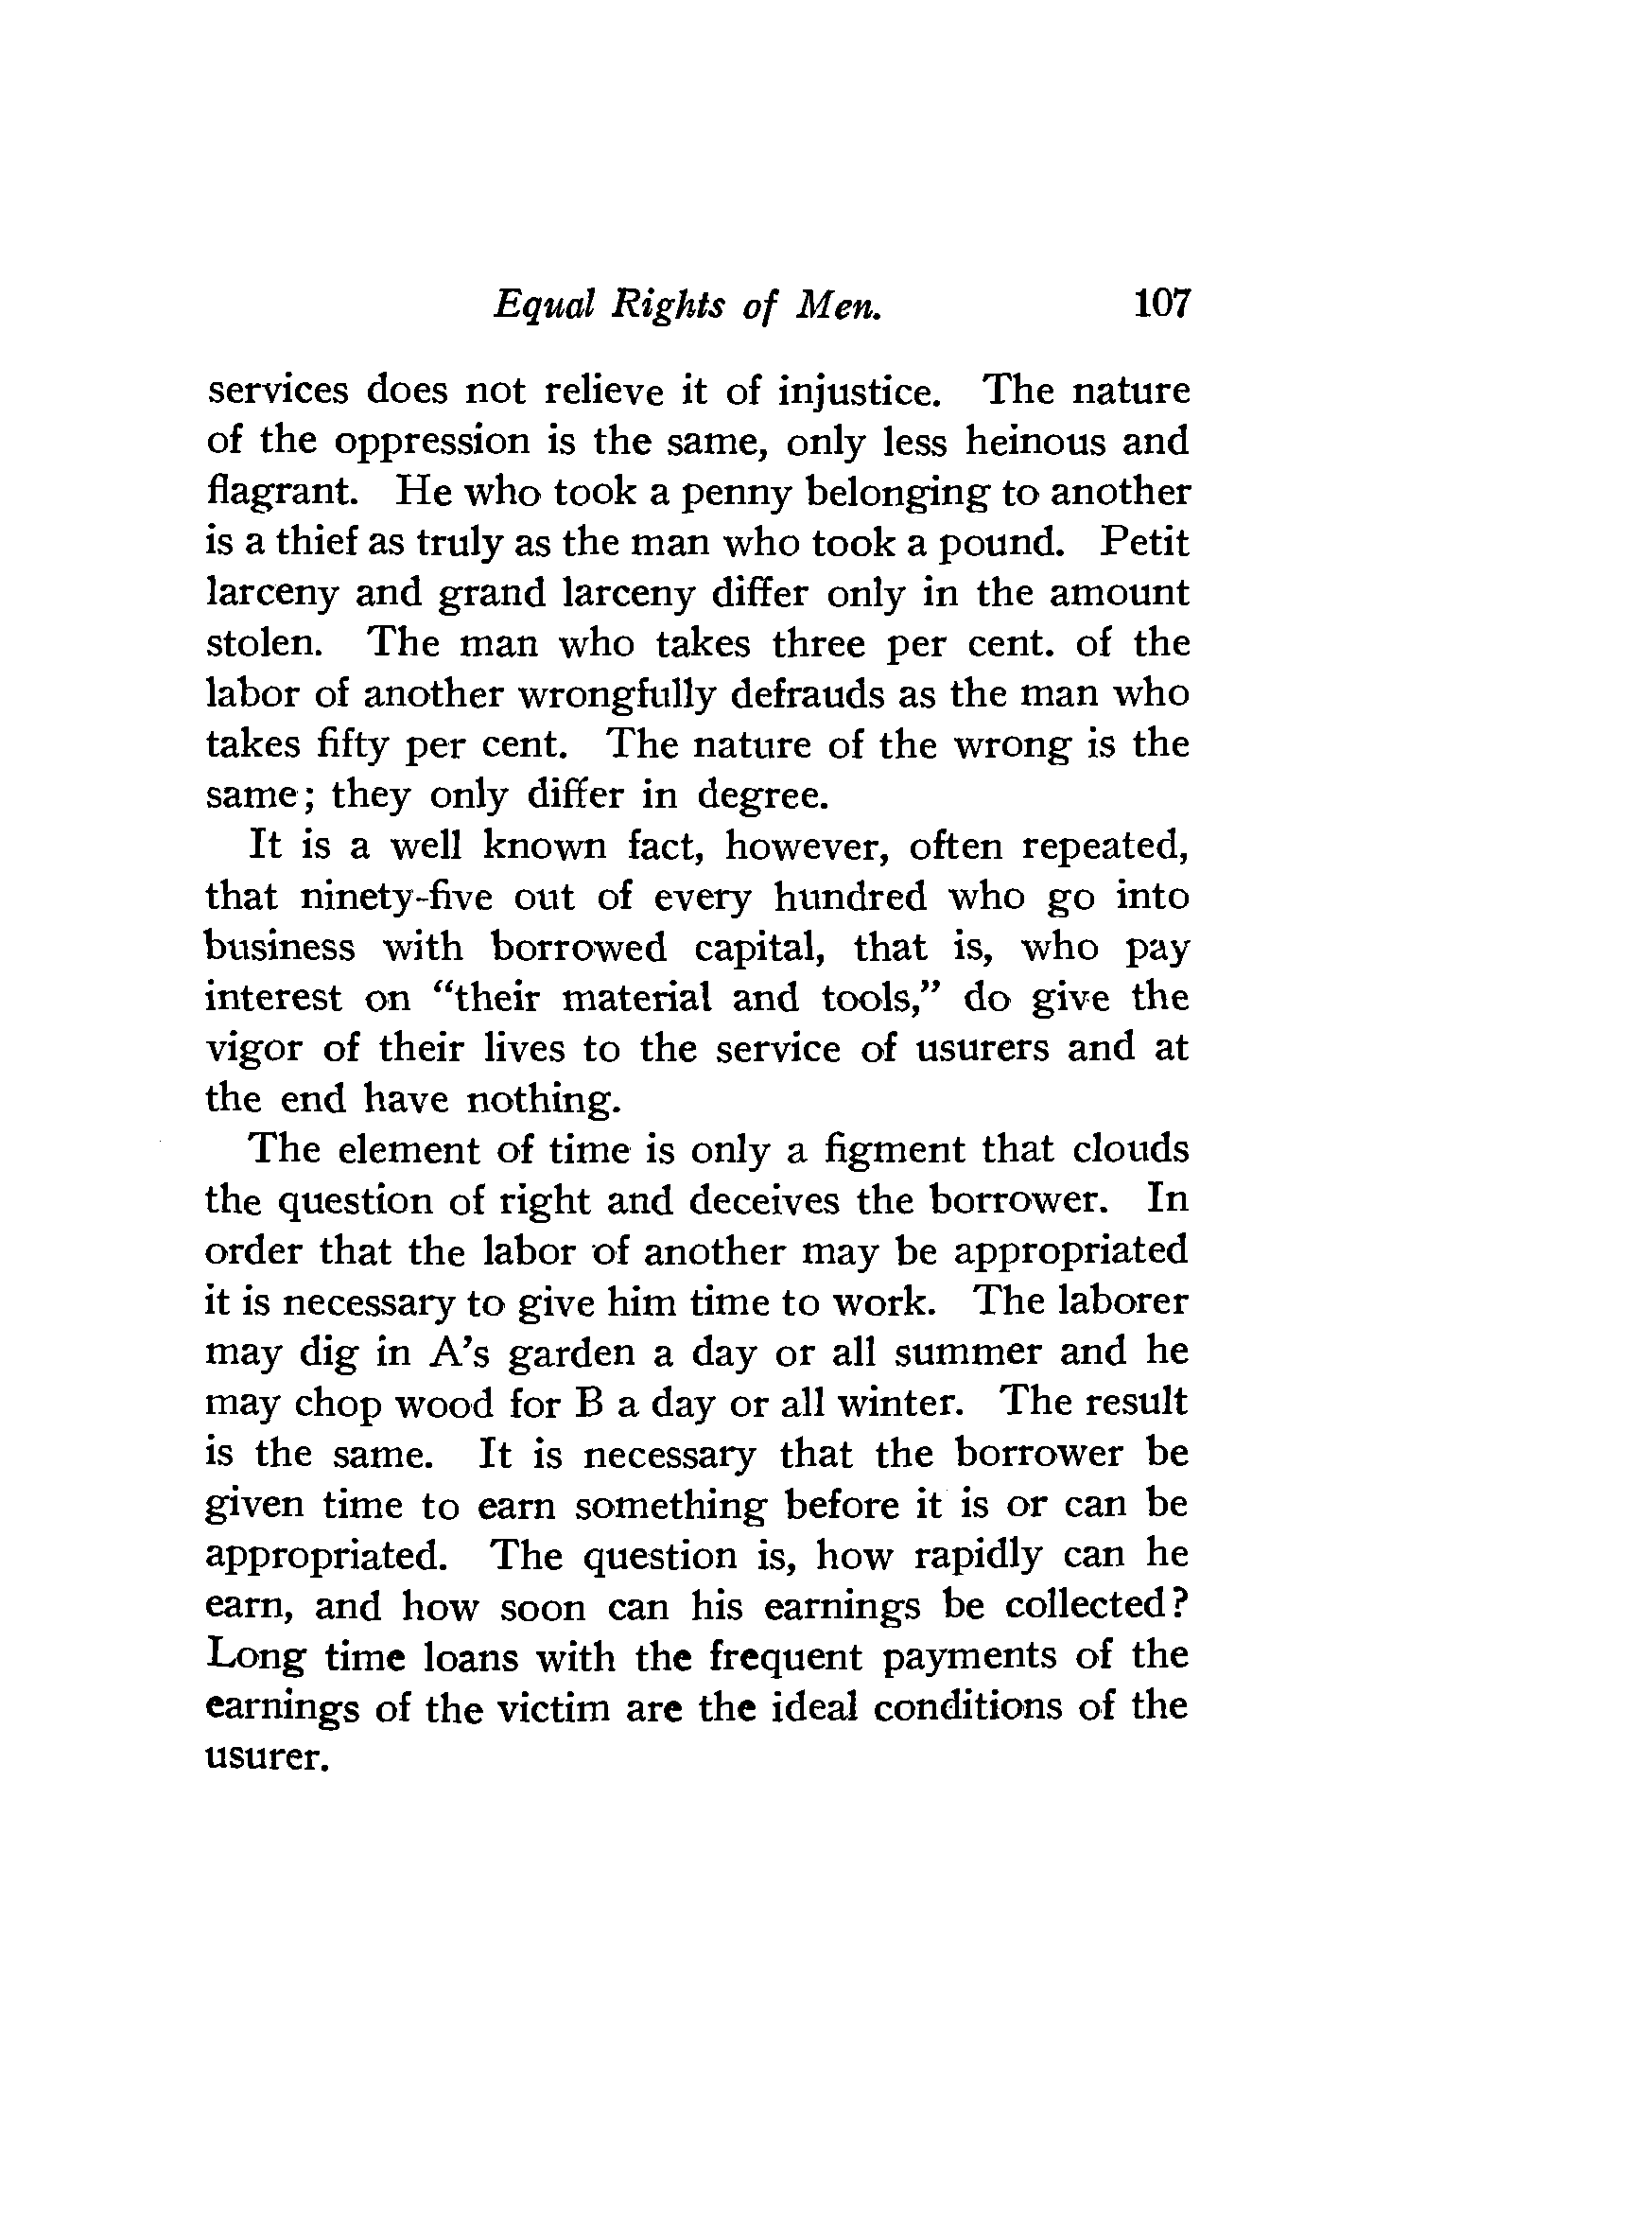 Equal Rights of Men. 107
services does not relieve it of injustice. The nature
of the oppression is the same, only less heinous and
flagrant. He who took a penny belonging to another
is a thief as truly as the man who took a pound. Petit
larceny and grand larceny differ only in the amount
stolen. The man who takes three per cent. of the
labor of another wrongfully defrauds as the man who
takes fifty per cent. The nature of the wrong is the
same; they only differ in degree.
It is a well known fact, however, often repeated,
that ninety-five out of every hundred who go into
business with borrowed capital, that is, who pay
interest on “their material and tools,” do give the
vigor of their lives to the service of usurers and at
the end have nothing.
The element of time is only a figment that clouds
the question of right and deceives the borrower. In
order that the labor of another may be appropriated
it is necessary to give him time to work. The laborer
may dig in A’s garden a day or all summer and he
may chop wood for B a day or all winter. The result
is the same. It is necessary that the borrower be
given time to earn something before it is or can be
appropriated. The question is, how rapidly can he
earn, and how soon can his earnings be collected?
Long time loans with the frequent payments of the
earnings of the victim are the ideal conditions of the
usurer.